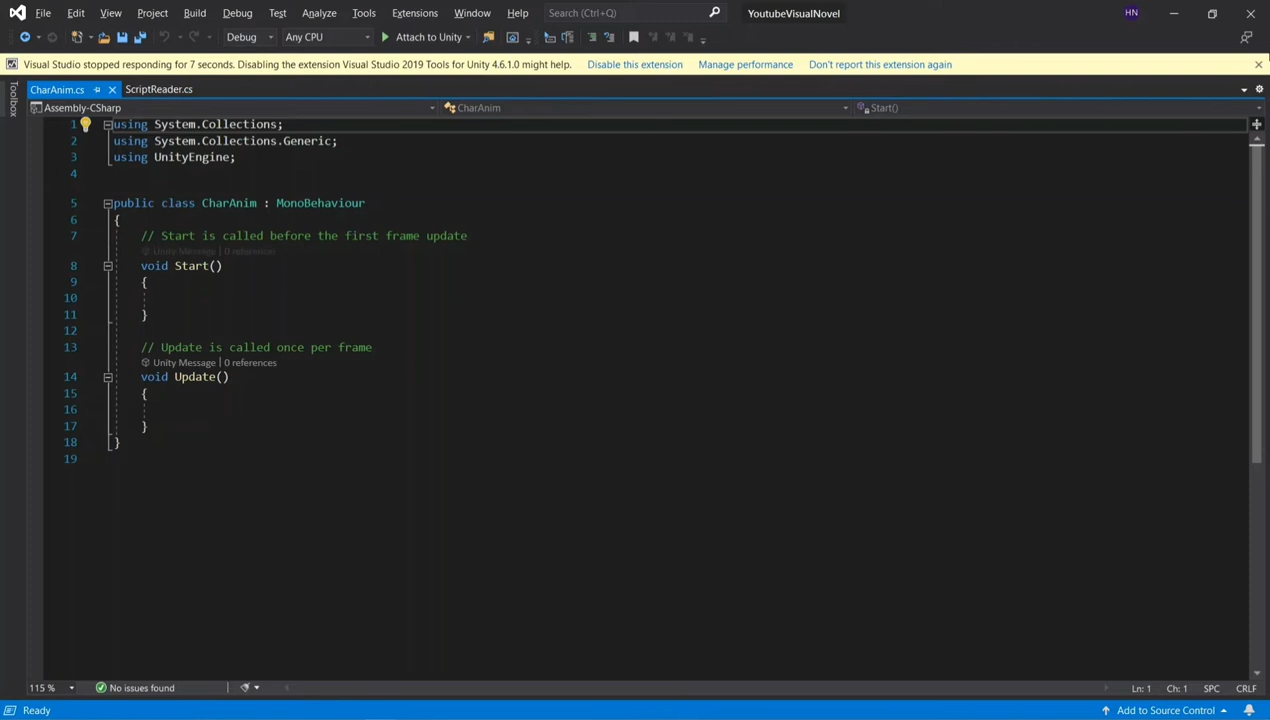 File Edit View Project Build Debug Test Analyze Tools Extensions Window Help Search (Ctrl+Q) YoutubeVisualNovel HN
Debug Any CPU Attach to Unity
Visual Studio stopped responding for 7 seconds. Disabling the extension Visual Studio 2019 Tools for Unity 4.6.1.0 might help. Disable this extension Manage performance Don't report this extension again
Toolbox
CharAnim.cs ScriptReader.cs
Assembly-CSharp CharAnim Start()
1 using System.Collections;
2 using System.Collections.Generic;
3 using UnityEngine;
4
5 public class CharAnim : MonoBehaviour
6 {
7 // Start is called before the first frame update
Unity Message | 0 references
8 void Start()
9 {
10
11 }
12
13 // Update is called once per frame
Unity Message | 0 references
14 void Update()
15 {
16
17 }
18 }
19
115 % No issues found Ln: 1 Ch: 1 SPC CRLF
Ready Add to Source Control